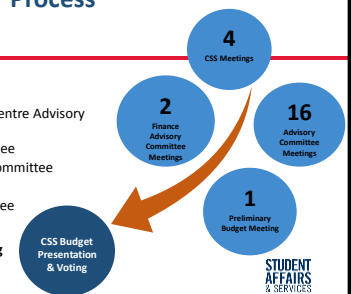 Process
4
CSS Meetings
entre Advisory
2
Finance
Advisory
Committee
Meetings
16
Advisory
Committee
Meetings
ee
ommittee
ee
1
Preliminary
Budget Meeting
g
CSS Budget
Presentation
& Voting
STUDENT
AFFAIRS
& SERVICES